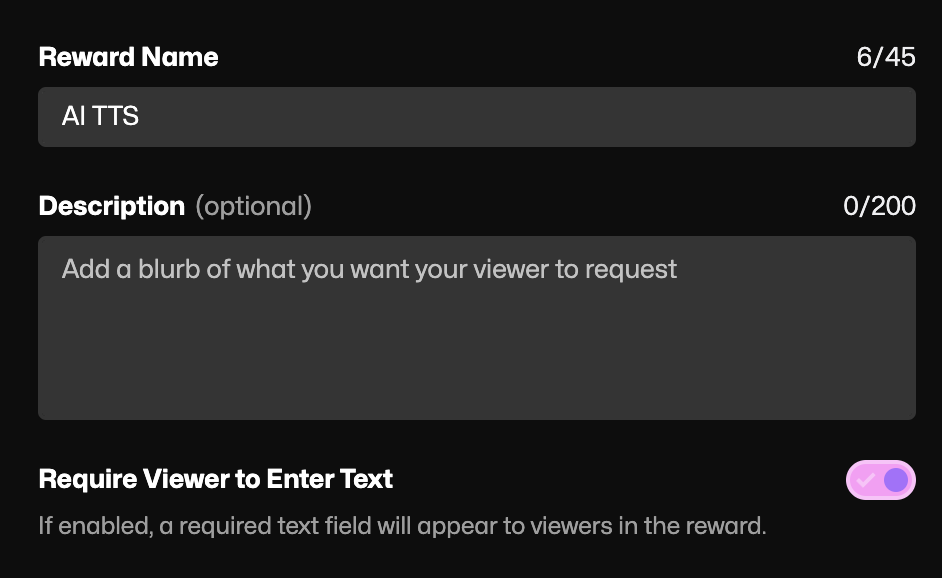 Reward Name 6/45
AI TTS
Description (optional) 0/200
Add a blurb of what you want your viewer to request
Require Viewer to Enter Text
If enabled, a required text field will appear to viewers in the reward.